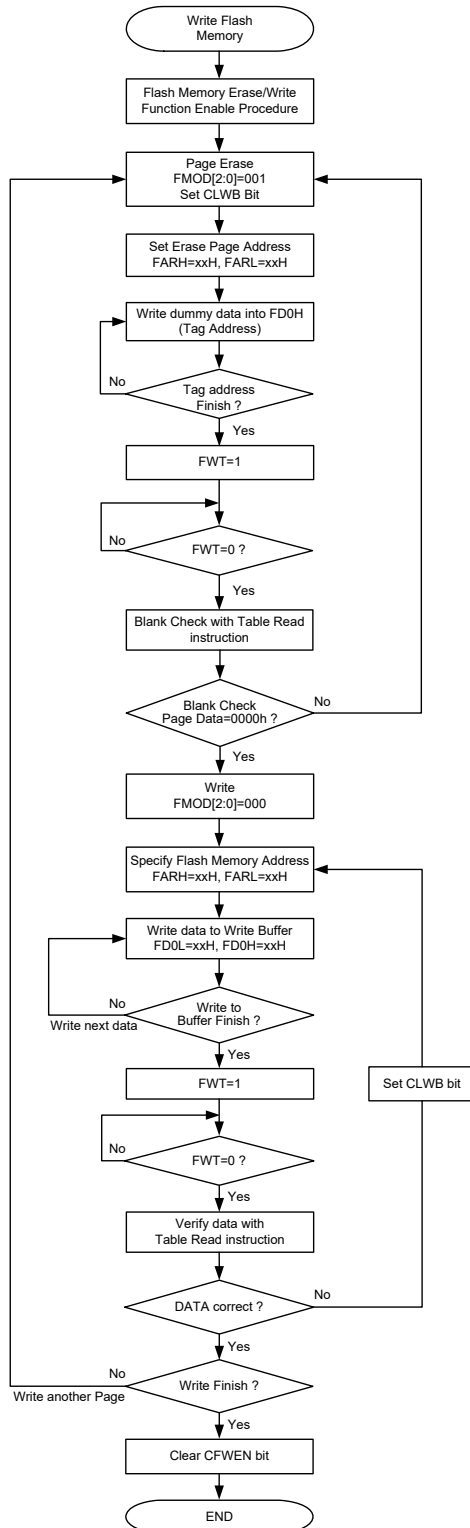 Write Flash
Memory
Flash Memory Erase/Write
Function Enable Procedure
Page Erase
FMOD[2:0]=001
Set CLWB Bit
Set Erase Page Address
FARH=xxH, FARL=xxH
Write dummy data into FD0H
(Tag Address)
No
Tag address
Finish ?
Yes
FWT=1
No
FWT=0 ?
Yes
Blank Check with Table Read
instruction
Blank Check
Page Data=0000h ?
No
Yes
Write
FMOD[2:0]=000
Specify Flash Memory Address
FARH=xxH, FARL=xxH
Write data to Write Buffer
FD0L=xxH, FD0H=xxH
No
Write next data
Write to
Buffer Finish ?
Yes
FWT=1
Set CLWB bit
No
FWT=0 ?
Yes
Verify data with
Table Read instruction
DATA correct ?
No
Yes
No
Write another Page
Write Finish ?
Yes
Clear CFWEN bit
END